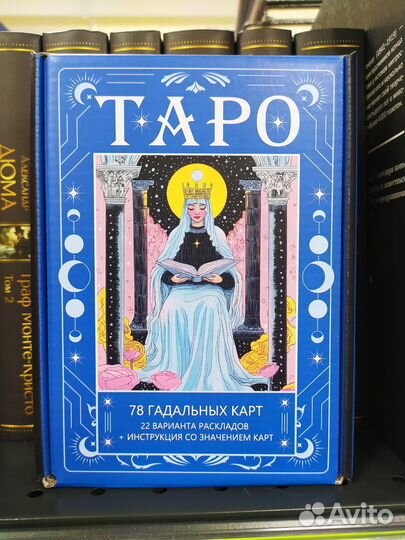 ТАРО
78 ГАДАЛЬНЫХ КАРТ
22 ВАРИАНТА РАСКЛАДОВ
+ ИНСТРУКЦИЯ СО ЗНАЧЕНИЕМ КАРТ
АЛЕКСАНДР
ДЮМА
ГРАФ МОНТЕ-КРИСТО
ТОМ 2
Avito